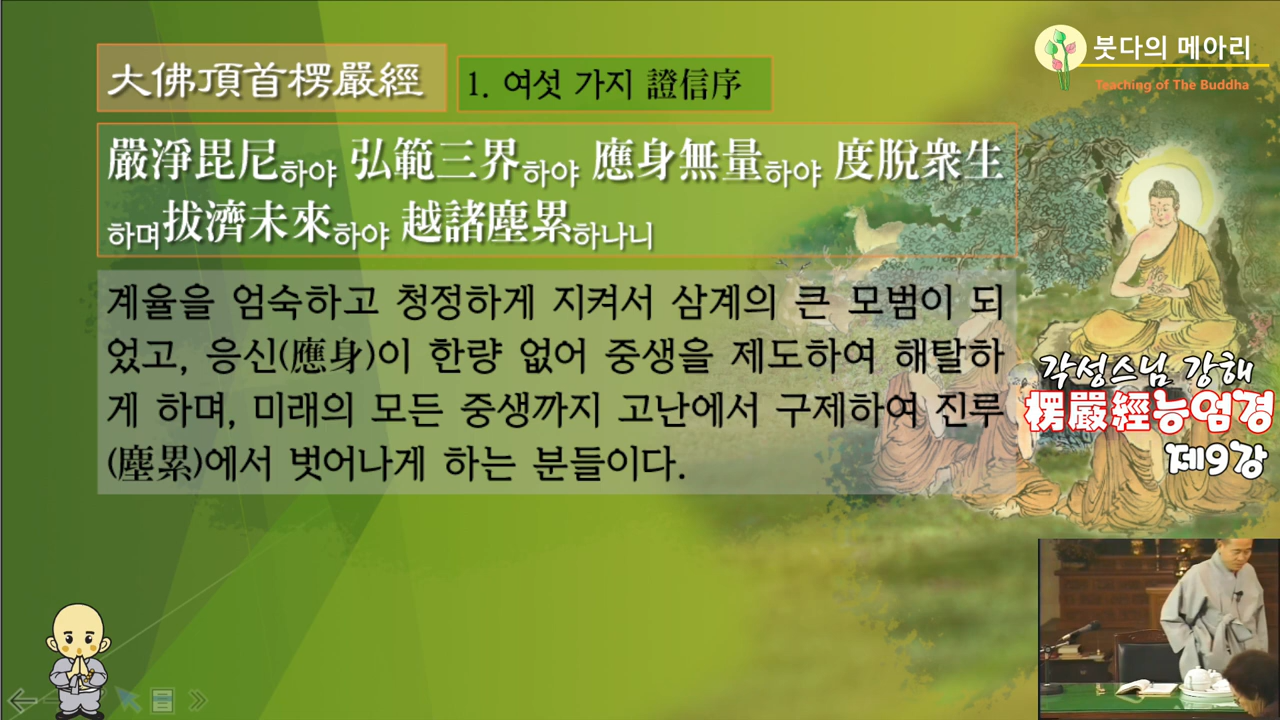 大佛頂首楞嚴經
1. 여섯 가지 證信序
嚴淨毘尼하야 弘範三界하야 應身無量하야 度脫衆生
하며拔濟未來하야 越諸塵累하나니
계율을 엄숙하고 청정하게 지켜서 삼계의 큰 모범이 되
었고, 응신(應身)이 한량 없어 중생을 제도하여 해탈하
게 하며, 미래의 모든 중생까지 고난에서 구제하여 진루
(塵累)에서 벗어나게 하는 분들이다.
붓다의 메아리
Teaching of The Buddha
각성스님 강해
楞嚴經능엄경
제9강